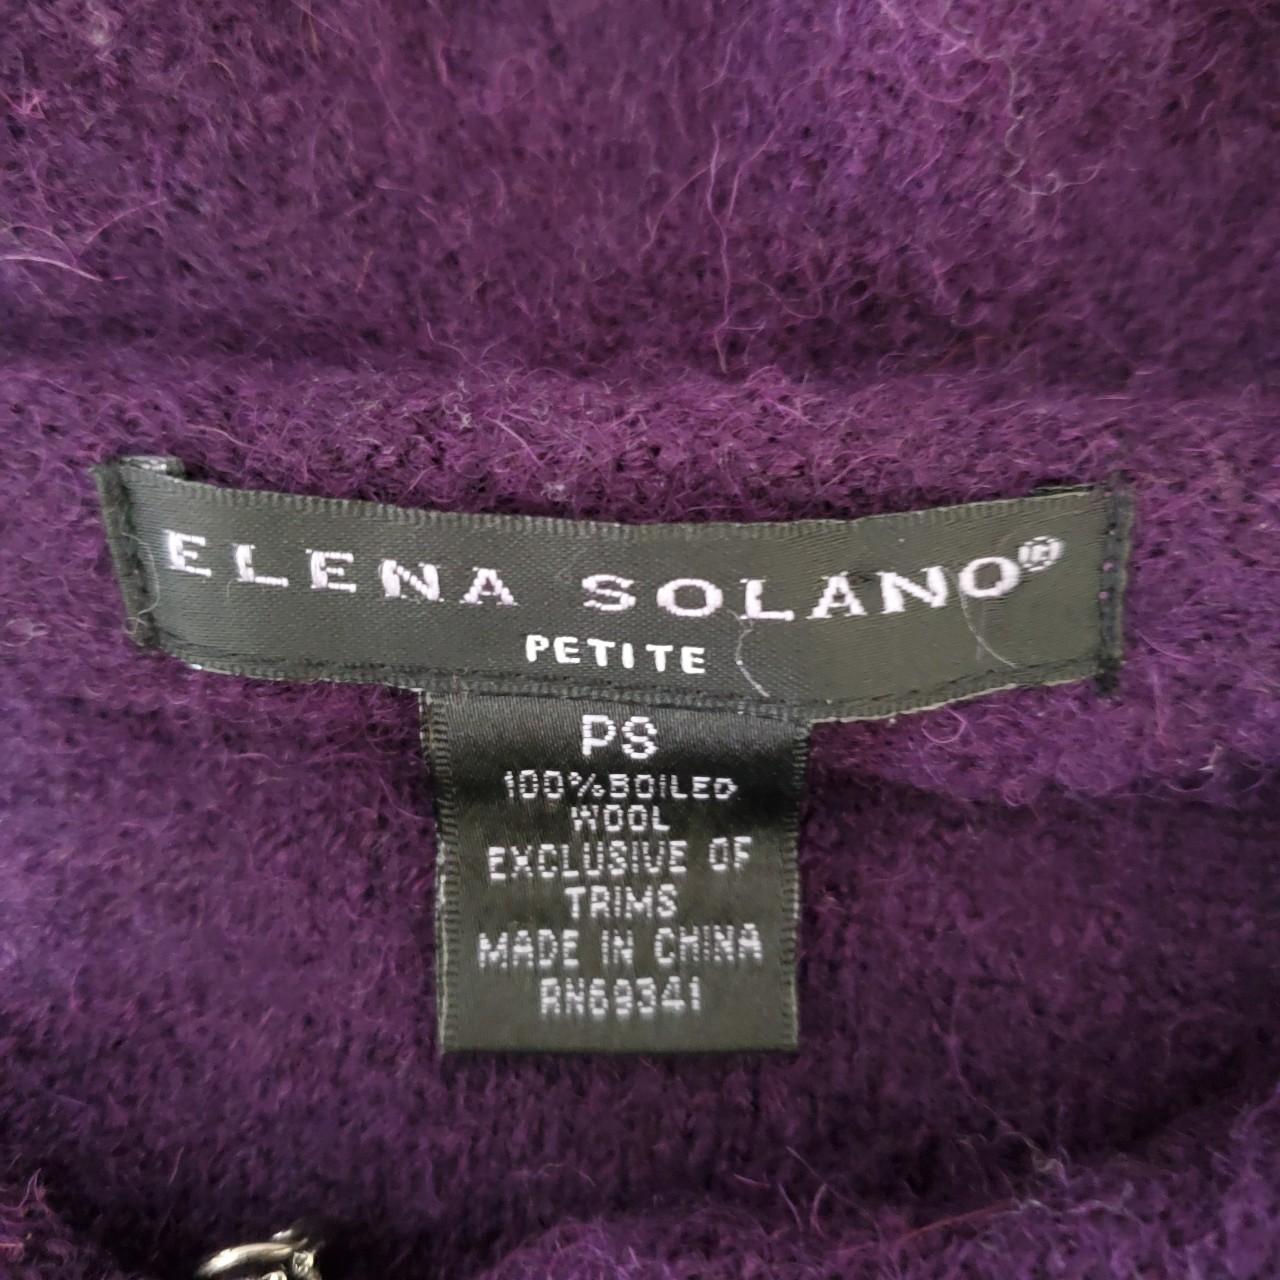 ELENA SOLANO®
PETITE
PS
100%BOILED
WOOL
EXCLUSIVE OF
TRIMS
MADE IN CHINA
RN69341